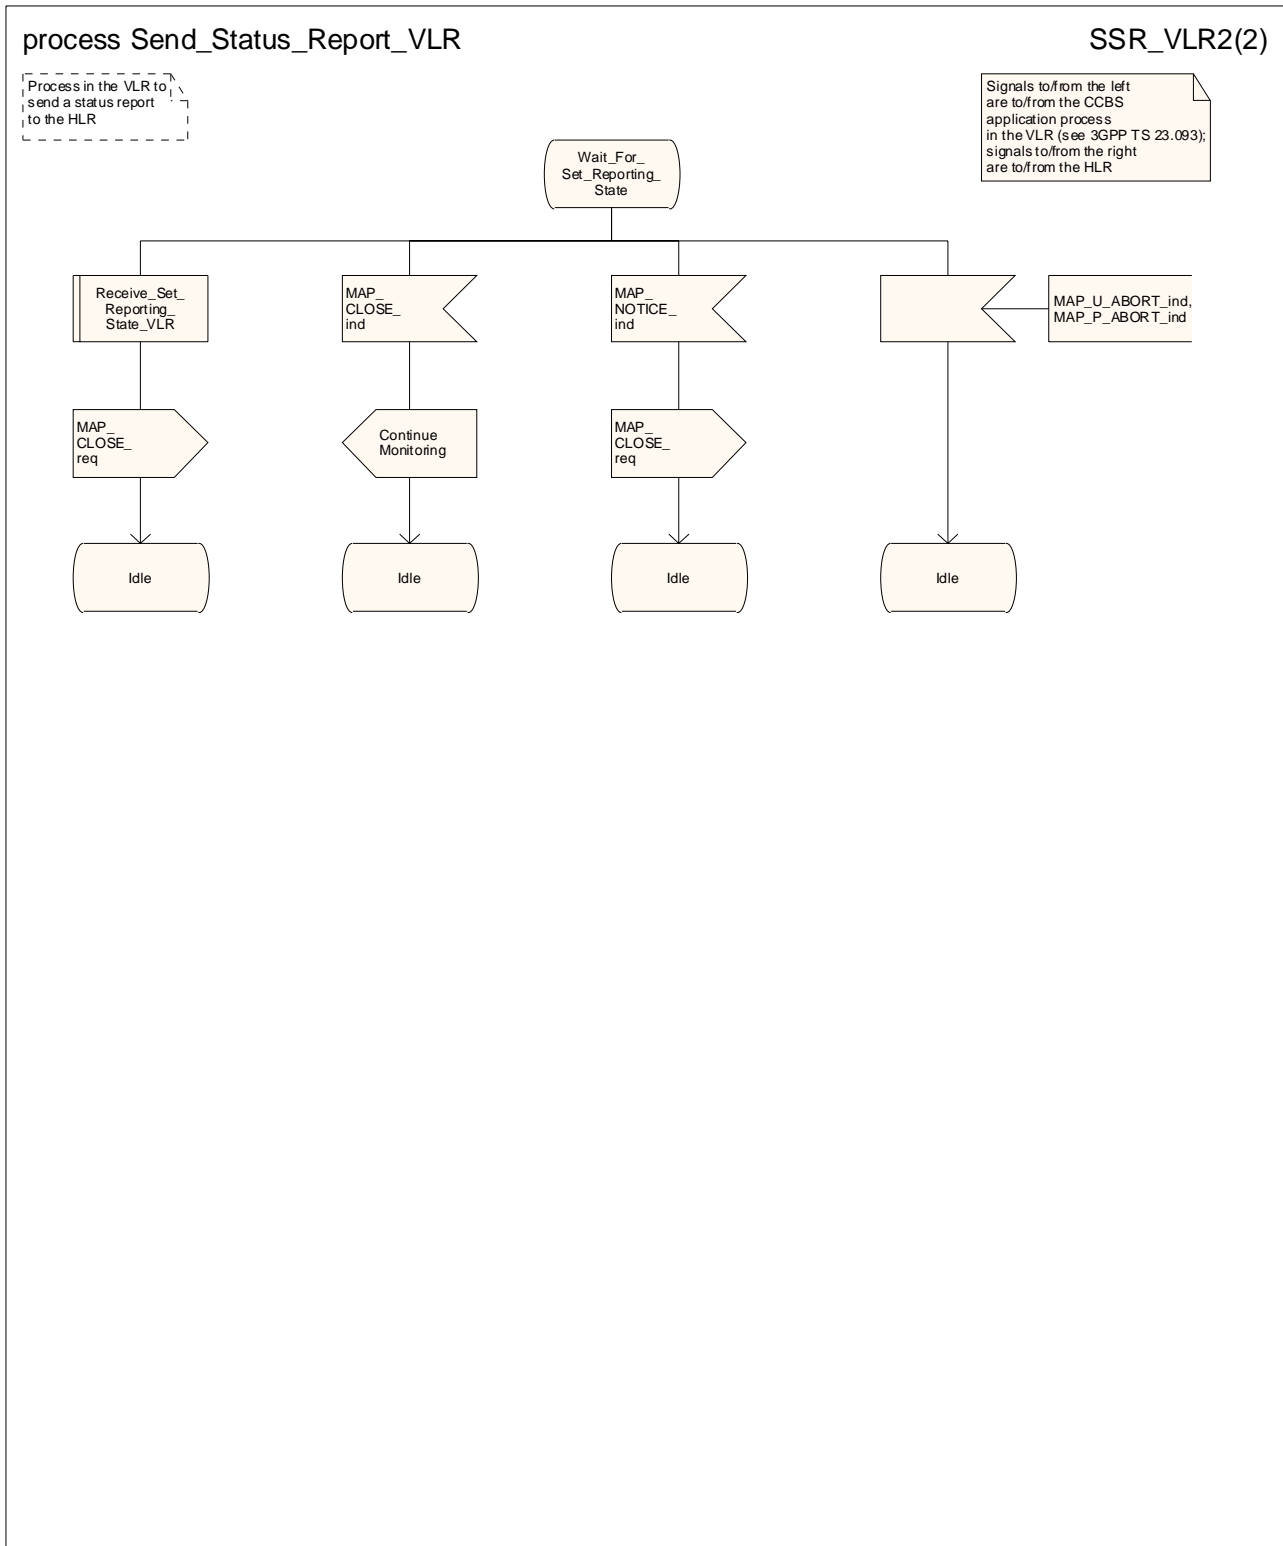 process Send_Status_Report_VLR
SSR_VLR2(2)
Process in the VLR to
send a status report
to the HLR
Signals to/from the left
are to/from the CCBS
application process
in the VLR (see 3GPP TS 23.093);
signals to/from the right
are to/from the HLR
Wait_For_
Set_Reporting_
State
Receive_Set_
Reporting_
State_VLR
MAP_
CLOSE_
ind
MAP_
NOTICE_
ind
MAP_U_ABORT_ind,
MAP_P_ABORT_ind
MAP_
CLOSE_
req
Continue
Monitoring
MAP_
CLOSE_
req
Idle
Idle
Idle
Idle